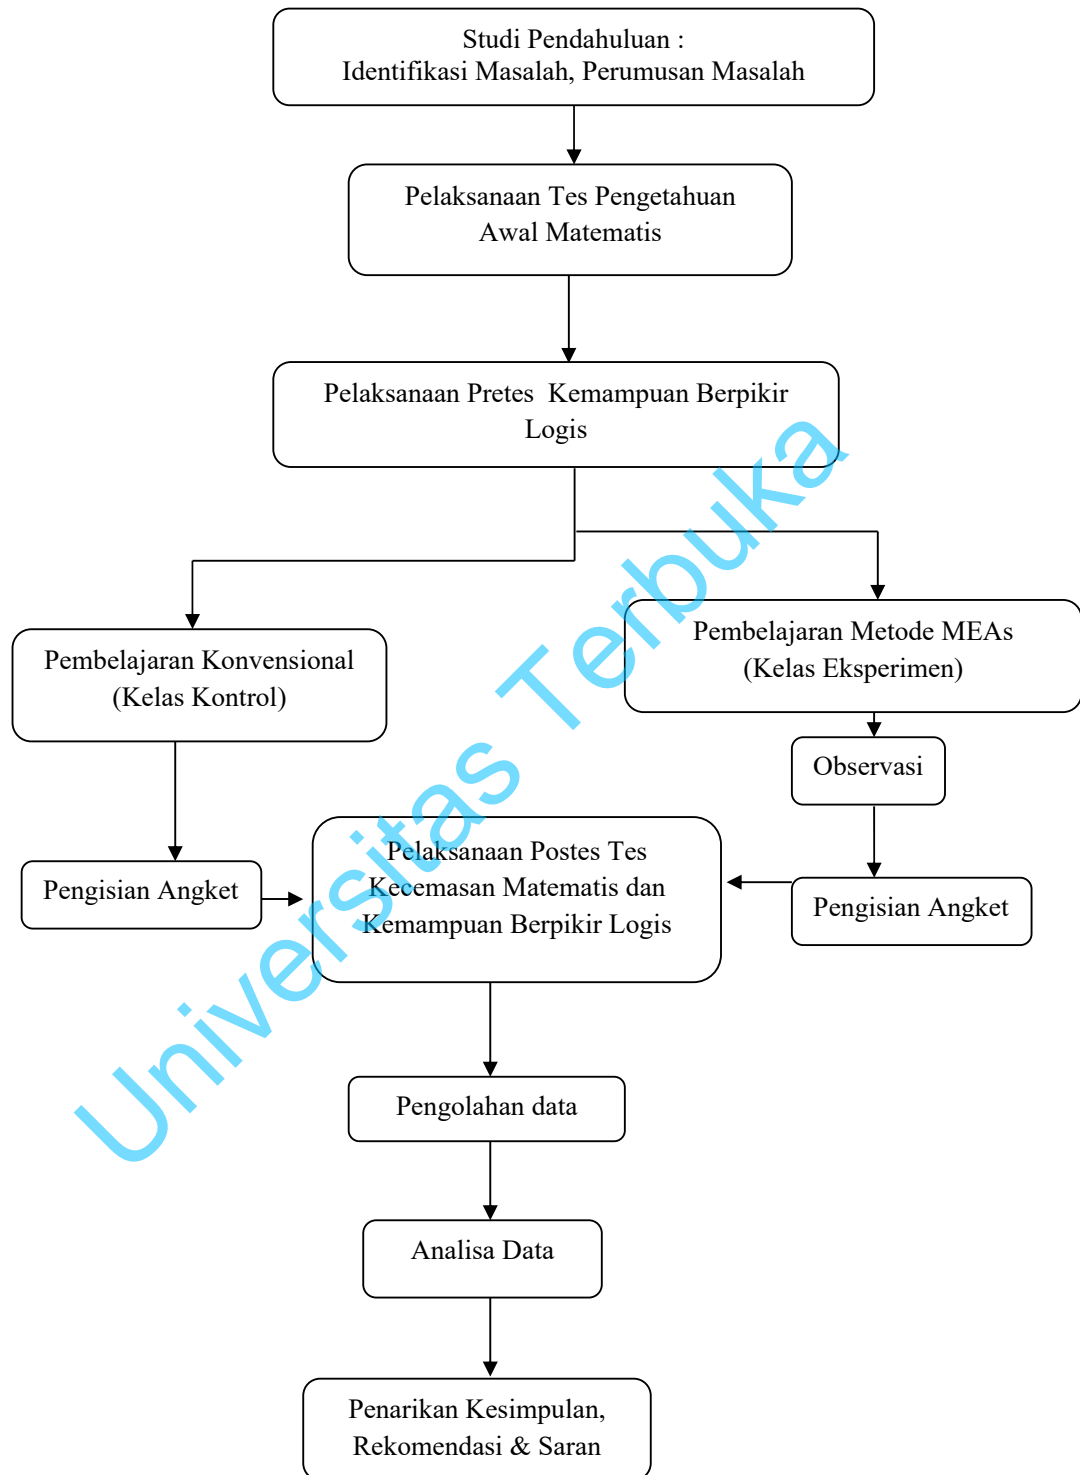 Studi Pendahuluan :
Identifikasi Masalah, Perumusan Masalah
Pelaksanaan Tes Pengetahuan
Awal Matematis
Pelaksanaan Pretes  Kemampuan Berpikir
Logis
Pembelajaran Konvensional
(Kelas Kontrol)
Pembelajaran Metode MEAs
(Kelas Eksperimen)
Observasi
Pengisian Angket
Pelaksanaan Postes Tes
Kecemasan Matematis dan
Kemampuan Berpikir Logis
Pengisian Angket
Pengolahan data
Analisa Data
Penarikan Kesimpulan,
Rekomendasi & Saran
Universitas Terbuka